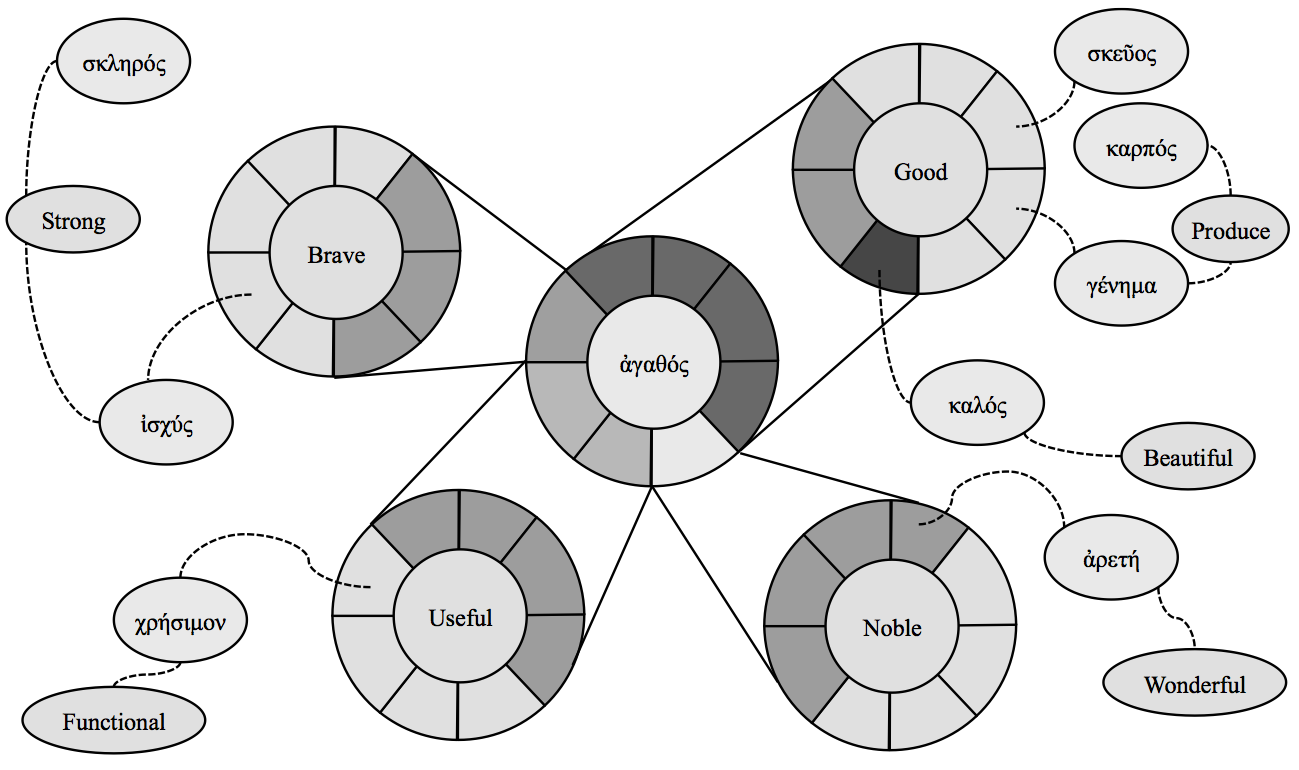 σκληρός
σκεῦος
καρπός
Good
Strong
Produce
Brave
γένημα
ἀγαθός
καλός
ἰσχύς
Beautiful
ἀρετή
χρήσιμον
Useful
Noble
Wonderful
Functional